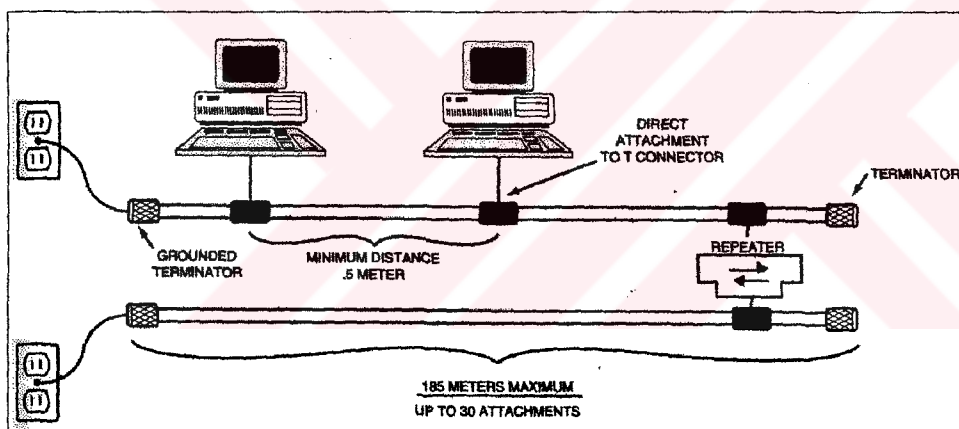 DIRECT
ATTACHMENT
TO T CONNECTOR
TERMINATOR
GROUNDED
TERMINATOR
MINIMUM DISTANCE
.5 METER
REPEATER
185 METERS MAXIMUM
UP TO 30 ATTACHMENTS